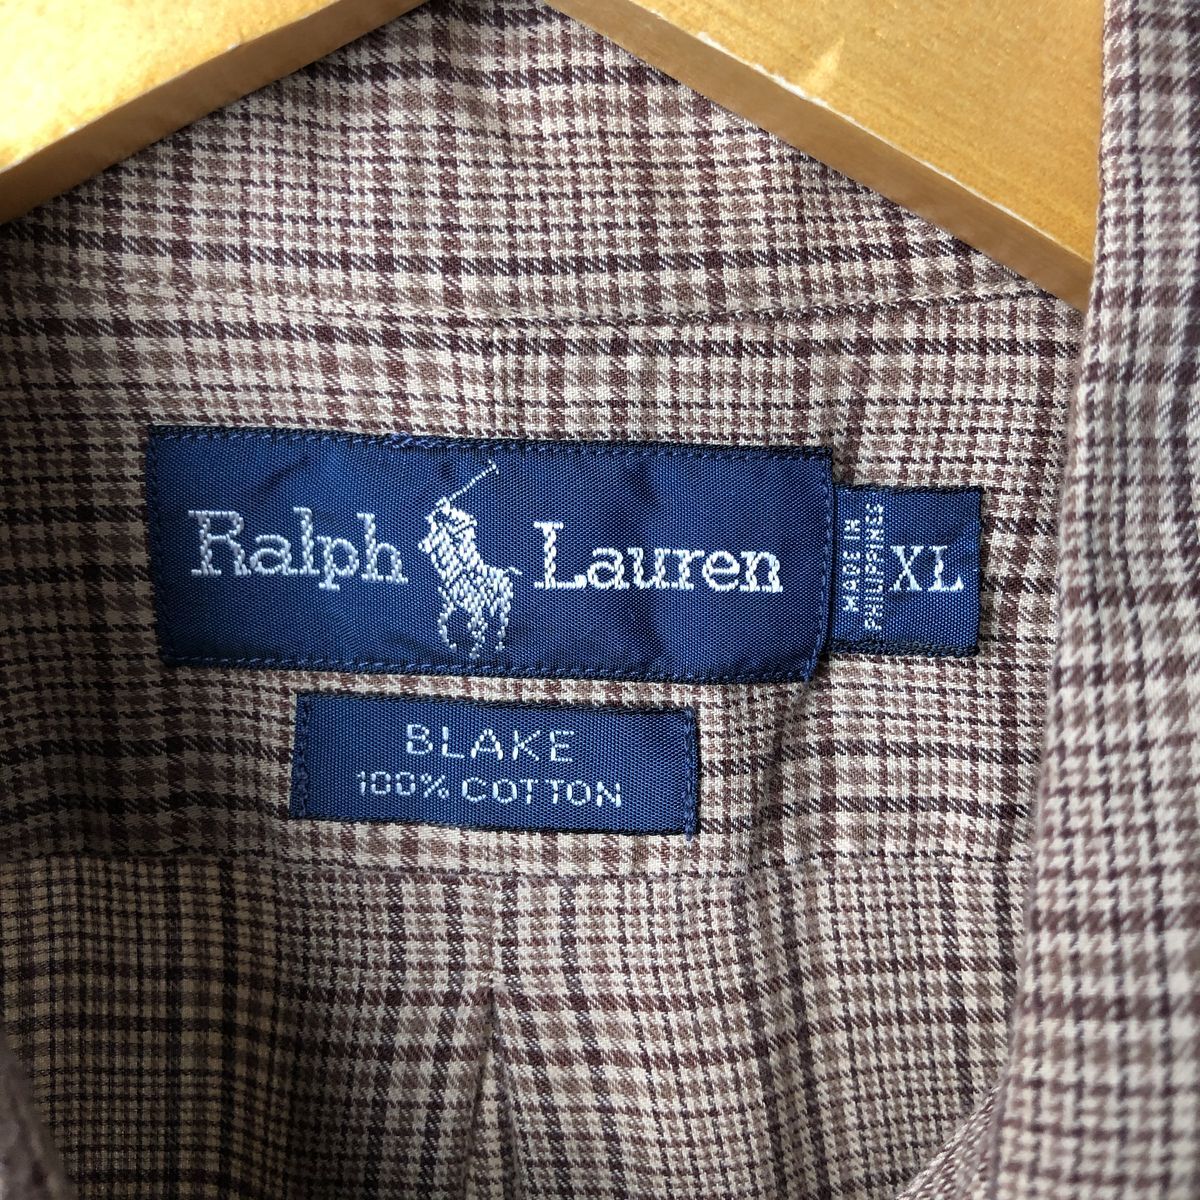 Ralph Lauren
MADE IN
PHILIPPINES
XL
BLAKE
100% COTTON